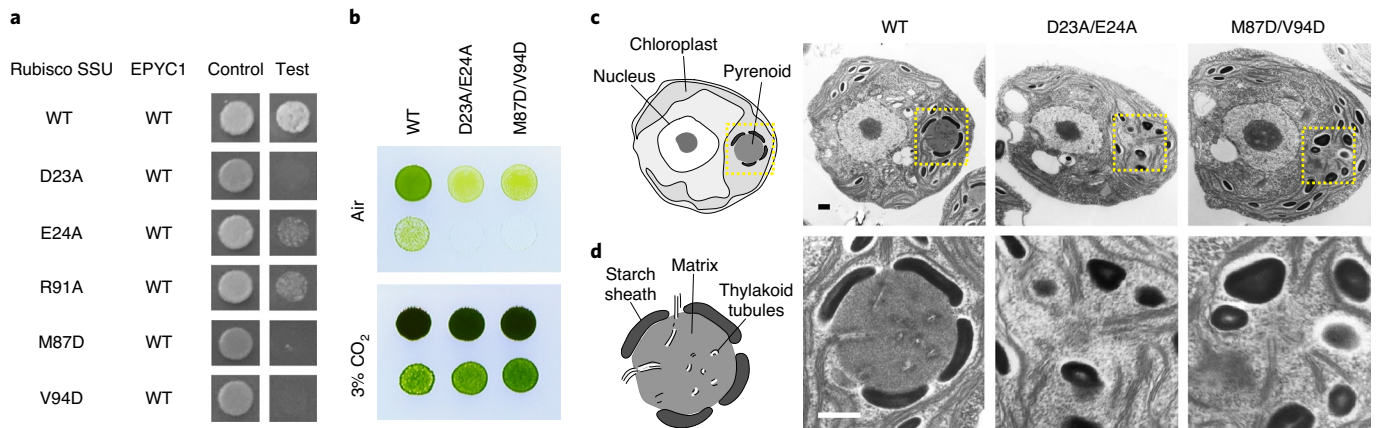 a
Rubisco SSU EPYC1 Control Test
WT WT
D23A WT
E24A WT
R91A WT
M87D WT
V94D WT
b
WT
D23A/E24A
M87D/V94D
Air
3% CO₂
c
Chloroplast
Nucleus
Pyrenoid
WT D23A/E24A M87D/V94D
d
Matrix
Starch
sheath
Thylakoid
tubules